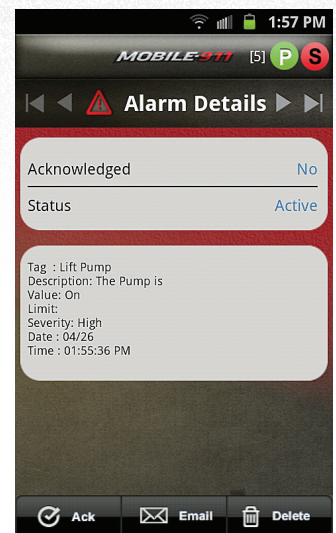 1:57 PM
MOBILE-911 [5] P S
Alarm Details
Acknowledged No
Status Active
Tag : Lift Pump
Description: The Pump is
Value: On
Limit:
Severity: High
Date : 04/26
Time : 01:55:36 PM
Ack Email Delete